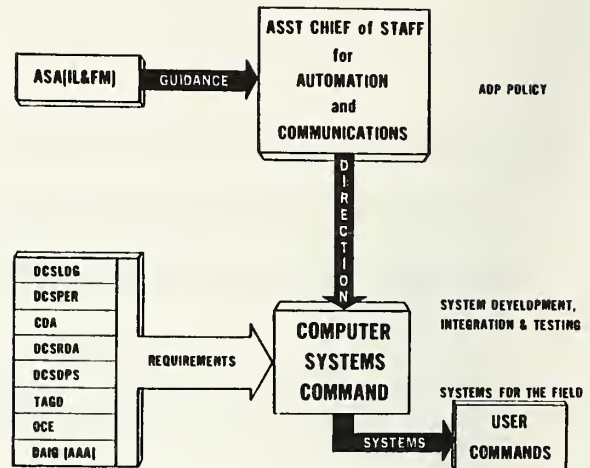 ASST CHIEF of STAFF
for
AUTOMATION
and
COMMUNICATIONS
ASA(IL&FM)
GUIDANCE
ADP POLICY
DIRECTION
DCSLOG
DCSPER
COA
DCSRDA
DCSOPS
TAGO
OCE
DAIG (AAA)
REQUIREMENTS
COMPUTER
SYSTEMS
COMMAND
SYSTEM DEVELOPMENT,
INTEGRATION & TESTING
SYSTEMS FOR THE FIELD
SYSTEMS
USER
COMMANDS